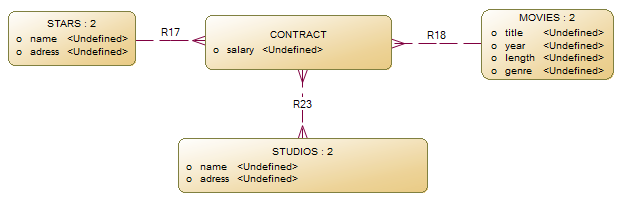 STARS : 2
o name <Undefined>
o adress <Undefined>
R17
CONTRACT
o salary <Undefined>
R18
MOVIES : 2
o title <Undefined>
o year <Undefined>
o length <Undefined>
o genre <Undefined>
R23
STUDIOS : 2
o name <Undefined>
o adress <Undefined>